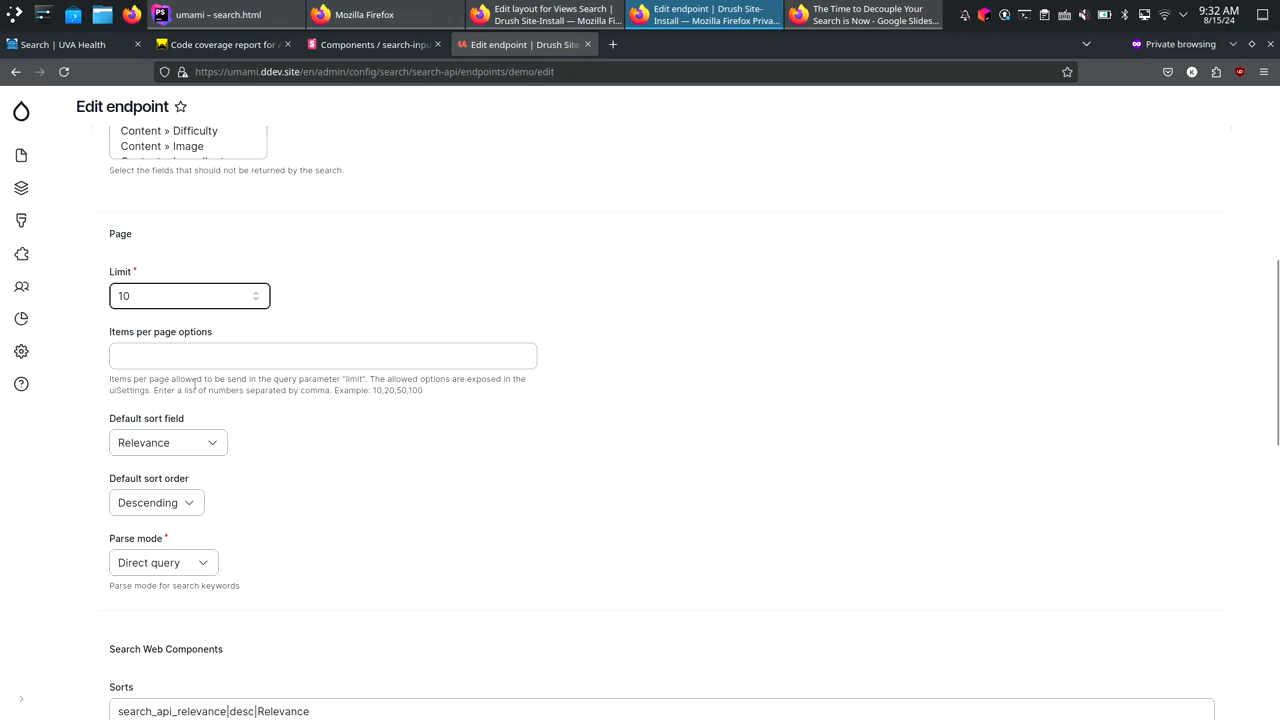 umami – search.html
Mozilla Firefox
Edit layout for Views Search |
Drush Site-Install — Mozilla Fi...
Edit endpoint | Drush Site-
Install — Mozilla Firefox Priva...
The Time to Decouple Your
Search is Now - Google Slides...
9:32 AM
8/15/24
Search | UVA Health
Code coverage report for A
Components / search-inpu
Edit endpoint | Drush Site-
Private browsing
https://umami.ddev.site/en/admin/config/search/search-api/endpoints/demo/edit
Edit endpoint
Content » Difficulty
Content » Image
Select the fields that should not be returned by the search.
Page
Limit *
10
Items per page options
Items per page allowed to be send in the query parameter "limit". The allowed options are exposed in the
uiSettings. Enter a list of numbers separated by comma. Example: 10,20,50,100
Default sort field
Relevance
Default sort order
Descending
Parse mode *
Direct query
Parse mode for search keywords
Search Web Components
Sorts
search_api_relevance|desc|Relevance